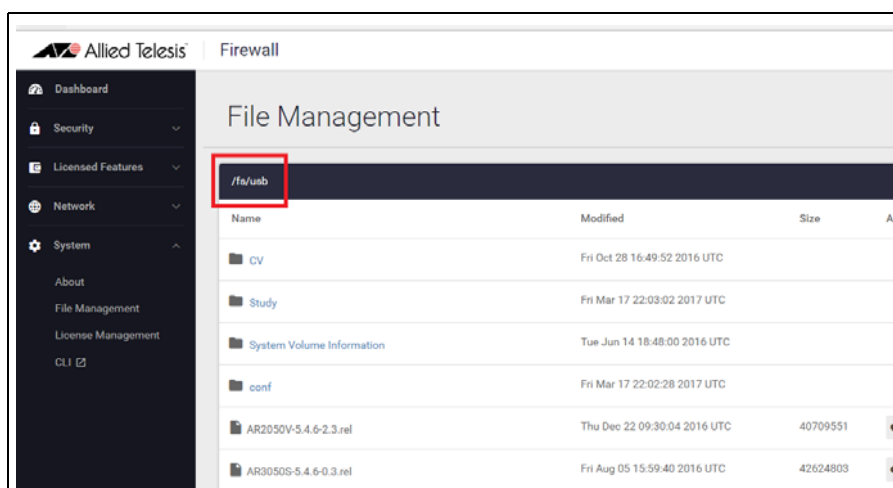 Allied Telesis Firewall
Dashboard
Security
Licensed Features
Network
System
About
File Management
License Management
CLI
File Management
/fs/usb
Name Modified Size A
CV Fri Oct 28 16:49:52 2016 UTC
Study Fri Mar 17 22:03:02 2017 UTC
System Volume Information Tue Jun 14 18:48:00 2016 UTC
conf Fri Mar 17 22:02:28 2017 UTC
AR2050V-5.4.6-2.3.rel Thu Dec 22 09:30:04 2016 UTC 40709551
AR3050S-5.4.6-0.3.rel Fri Aug 05 15:59:40 2016 UTC 42624803